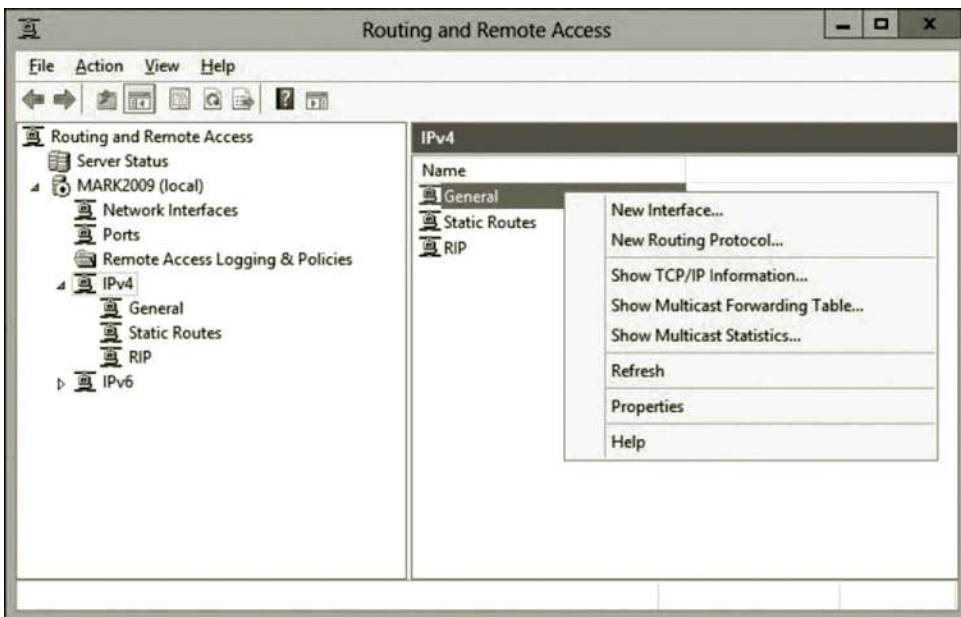 Routing and Remote Access
File Action View Help
Routing and Remote Access
Server Status
MARK2009 (local)
Network Interfaces
Ports
Remote Access Logging & Policies
IPv4
General
Static Routes
RIP
IPv6
IPv4
Name
General
Static Routes
RIP
New Interface...
New Routing Protocol...
Show TCP/IP Information...
Show Multicast Forwarding Table...
Show Multicast Statistics...
Refresh
Properties
Help